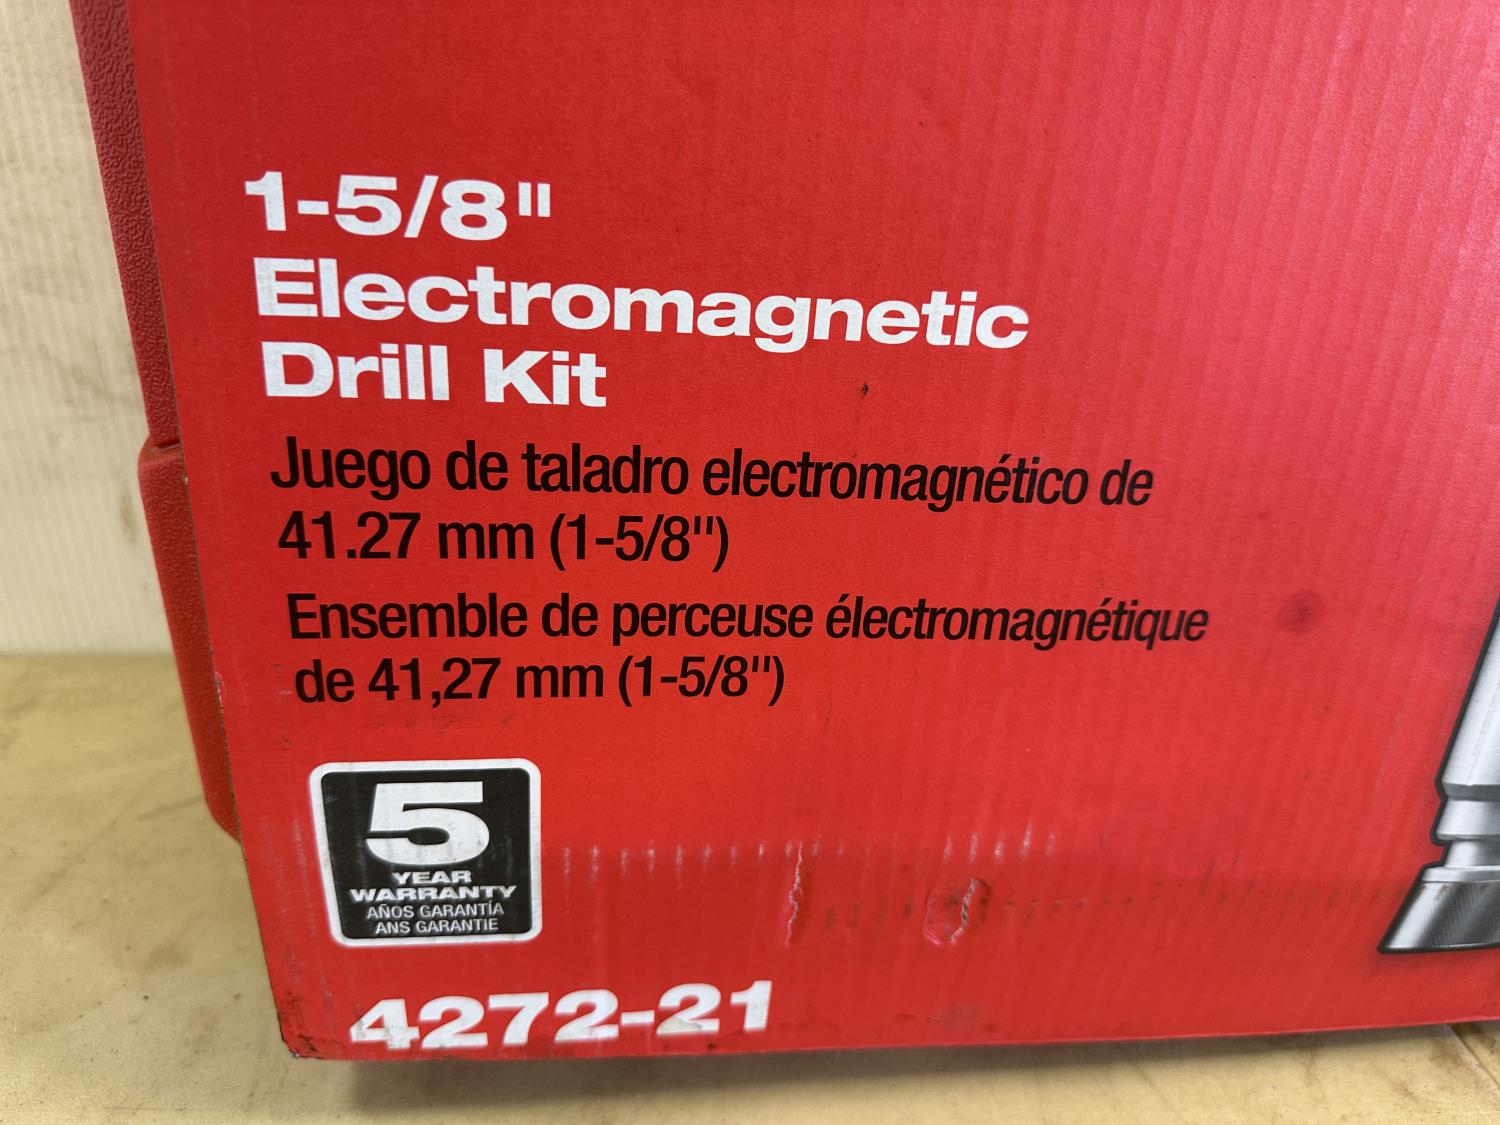 1-5/8"
Electromagnetic
Drill Kit
Juego de taladro electromagnético de
41.27 mm (1-5/8")
Ensemble de perceuse électromagnétique
de 41,27 mm (1-5/8")
5
YEAR
WARRANTY
AÑOS GARANTÍA
ANS GARANTIE
4272-21